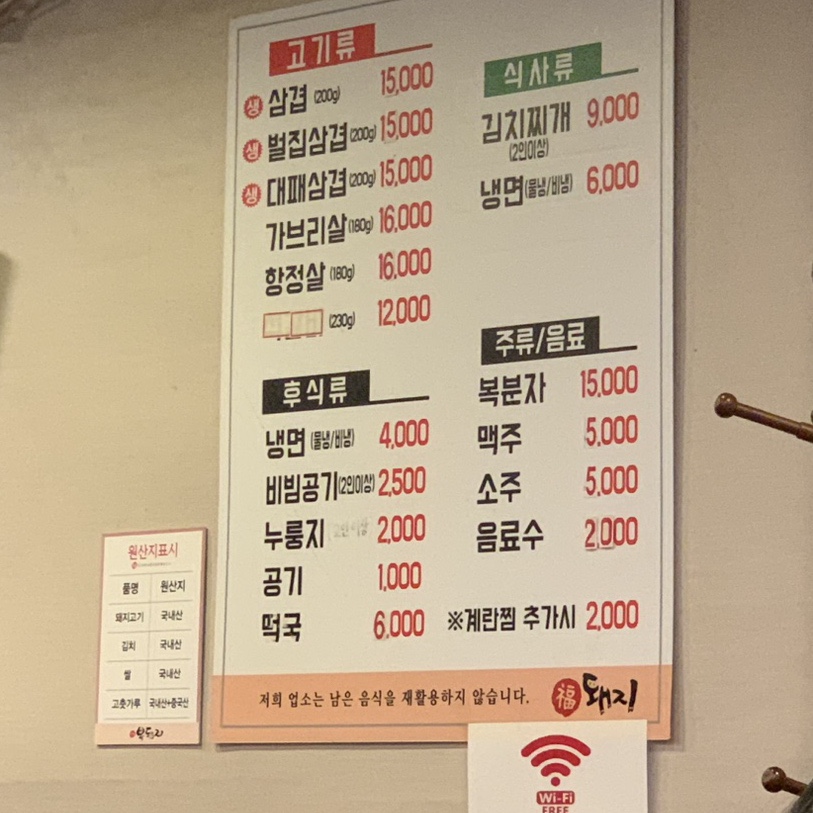 고기류
생 삼겹 (200g) 15,000
생 벌집삼겹 (200g) 15,000
생 대패삼겹 (200g) 15,000
가브리살 (180g) 16,000
항정살 (180g) 16,000
(230g) 12,000
후식류
냉면 (물냉/비냉) 4,000
비빔공기 (2인이상) 2,500
누룽지 2,000
공기 1,000
떡국 6,000
식사류
김치찌개 9,000
(2인이상)
냉면 (물냉/비냉) 6,000
주류/음료
복분자 15,000
맥주 5,000
소주 5,000
음료수 2,000
※계란찜 추가시 2,000
저희 업소는 남은 음식을 재활용하지 않습니다.
福 돼지
원산지표시
품명 원산지
돼지고기 국내산
김치 국내산
쌀 국내산
고춧가루 국내산+중국산
복돼지
Wi-Fi
FREE